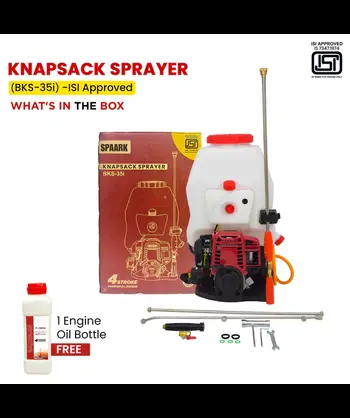 ISI APPROVED
IS 7347:1974
ISI
KNAPSACK SPRAYER
(BKS-35i) -ISI Approved
WHAT'S IN THE BOX
SPAARK
KNAPSACK SPRAYER
BKS-35i
4 STROKE
1 Engine
Oil Bottle
FREE